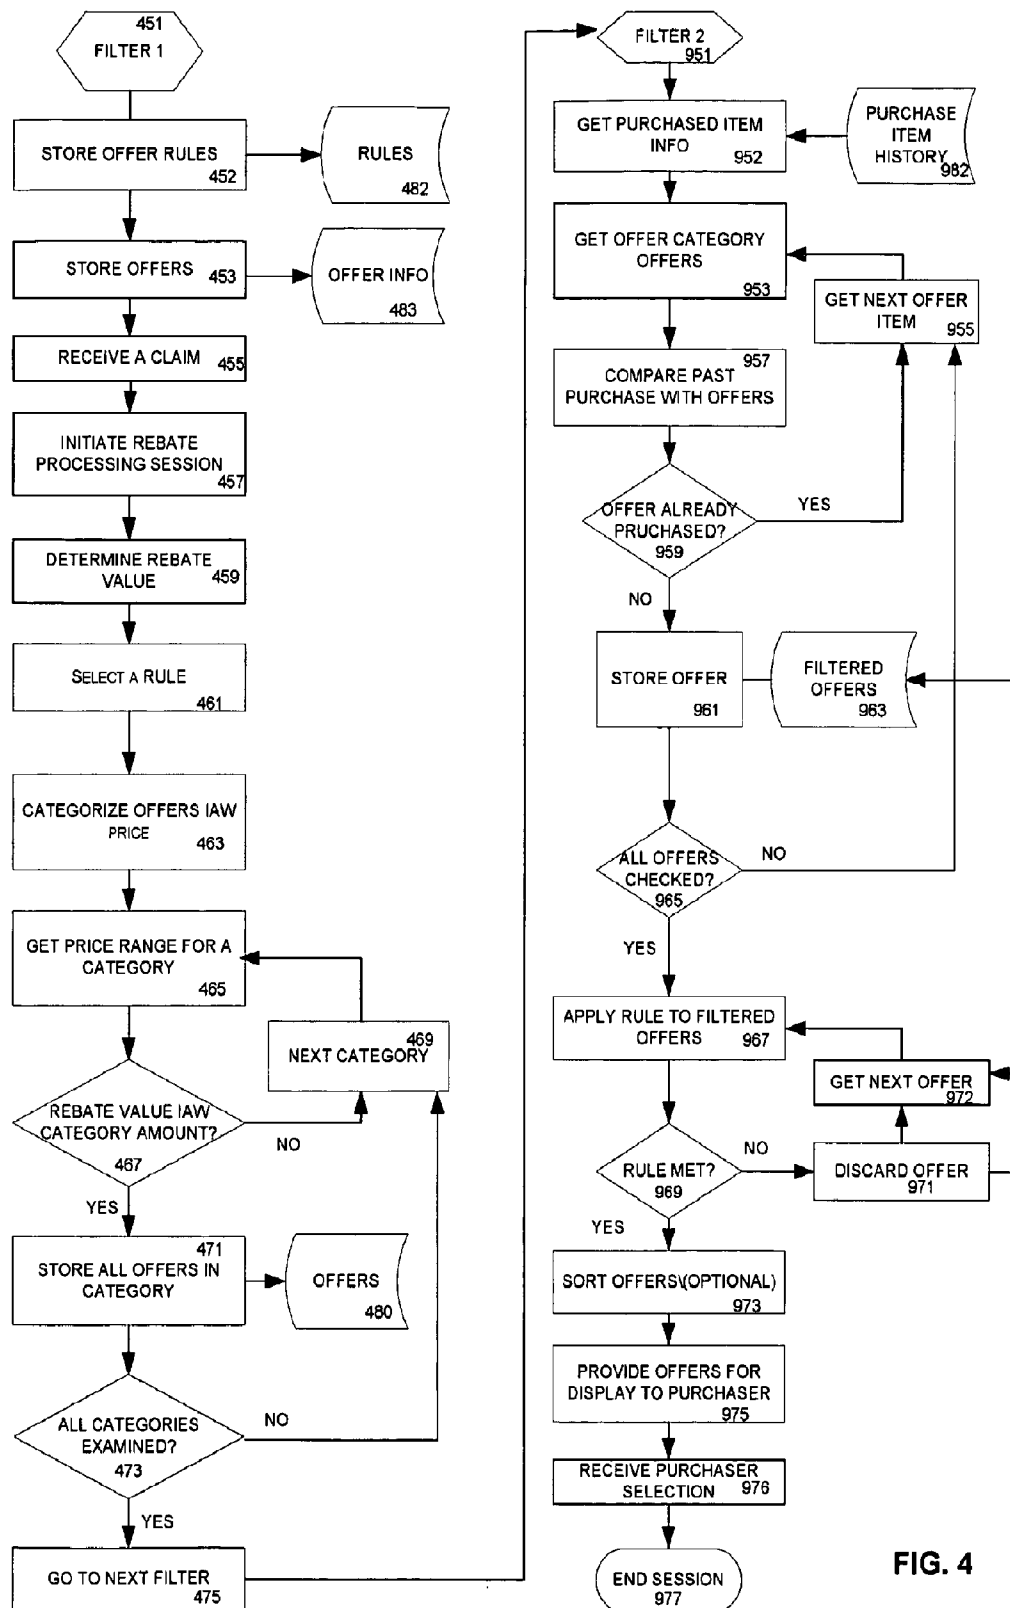 451
FILTER 1
STORE OFFER RULES
452
RULES
482
STORE OFFERS
453
OFFER INFO
483
RECEIVE A CLAIM
455
INITIATE REBATE
PROCESSING SESSION
457
DETERMINE REBATE
VALUE
459
SELECT A RULE
461
CATEGORIZE OFFERS IAW
PRICE
463
GET PRICE RANGE FOR A
CATEGORY
465
469
NEXT CATEGORY
REBATE VALUE IAW
CATEGORY AMOUNT?
467
NO
YES
471
STORE ALL OFFERS IN
CATEGORY
OFFERS
480
ALL CATEGORIES
EXAMINED?
473
NO
YES
GO TO NEXT FILTER
475
FILTER 2
951
GET PURCHASED ITEM
INFO
952
PURCHASE
ITEM
HISTORY
982
GET OFFER CATEGORY
OFFERS
953
GET NEXT OFFER
ITEM
955
957
COMPARE PAST
PURCHASE WITH OFFERS
OFFER ALREADY
PRUCHASED?
959
YES
NO
STORE OFFER
961
FILTERED
OFFERS
963
ALL OFFERS
CHECKED?
965
NO
YES
APPLY RULE TO FILTERED
OFFERS
967
GET NEXT OFFER
972
RULE MET?
969
NO
DISCARD OFFER
971
YES
SORT OFFERS\(OPTIONAL)
973
PROVIDE OFFERS FOR
DISPLAY TO PURCHASER
975
RECEIVE PURCHASER
SELECTION
976
END SESSION
977
FIG. 4